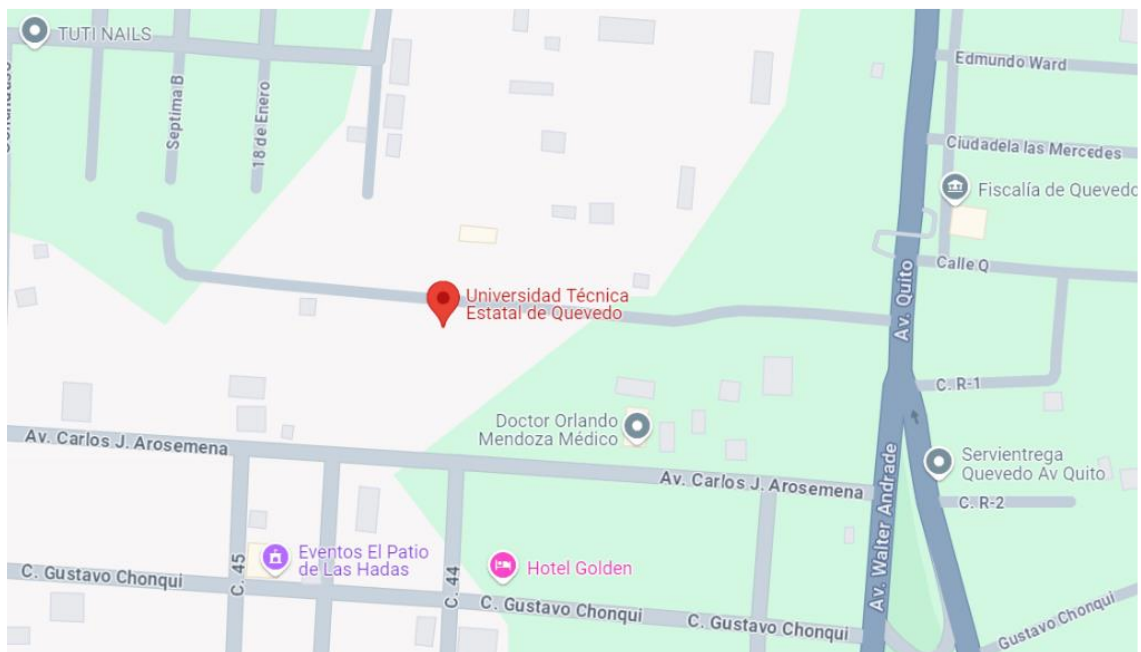 TUTI NAILS
Septima B
18 de Enero
Edmundo Ward
Ciudadela las Mercedes
Fiscalía de Quevedo
Calle Q
Av. Quito
Universidad Técnica
Estatal de Quevedo
C. R-1
Doctor Orlando
Mendoza Médico
Av. Carlos J. Arosemena
Av. Carlos J. Arosemena
Servientrega
Quevedo Av Quito
C. R-2
Av. Walter Andrade
Eventos El Patio
de Las Hadas
C. 45
C. 44
Hotel Golden
C. Gustavo Chonqui
C. Gustavo Chonqui
C. Gustavo Chonqui
Gustavo Chonqui